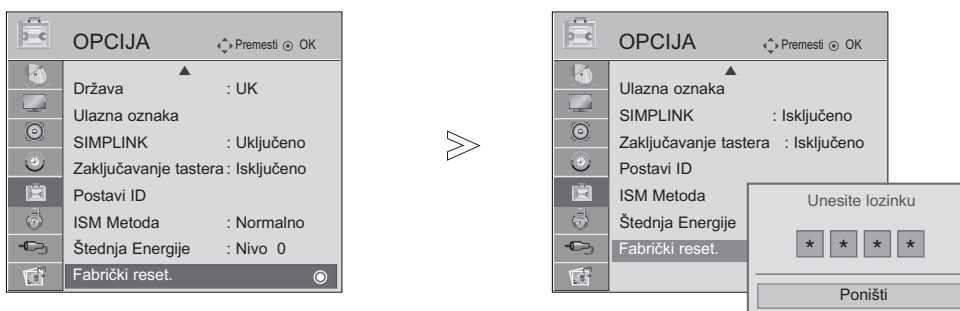 OPCIJA Premesti OK
Država : UK
Ulazna oznaka
SIMPLINK : Uključeno
Zaključavanje tastera : Isključeno
Postavi ID
ISM Metoda : Normalno
Štednja Energije : Nivo 0
Fabrički reset.
OPCIJA Premesti OK
Ulazna oznaka
SIMPLINK : Isključeno
Zaključavanje tastera : Isključeno
Postavi ID
ISM Metoda
Štednja Energije
Fabrički reset.
Unesite lozinku
* * * *
Poništi